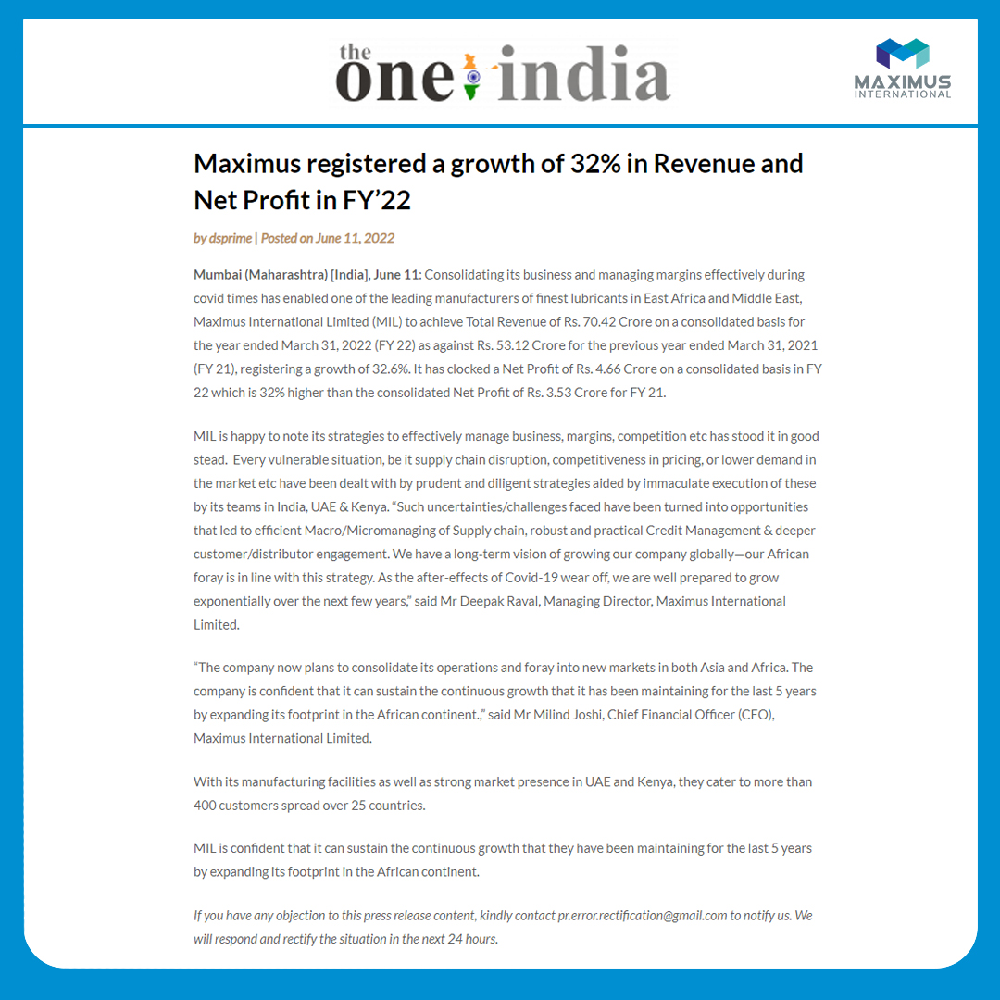 the
one india
MAXIMUS
INTERNATIONAL
Maximus registered a growth of 32% in Revenue and
Net Profit in FY’22
by dsprime | Posted on June 11, 2022
Mumbai (Maharashtra) [India], June 11: Consolidating its business and managing margins effectively during
covid times has enabled one of the leading manufacturers of finest lubricants in East Africa and Middle East,
Maximus International Limited (MIL) to achieve Total Revenue of Rs. 70.42 Crore on a consolidated basis for
the year ended March 31, 2022 (FY 22) as against Rs. 53.12 Crore for the previous year ended March 31, 2021
(FY 21), registering a growth of 32.6%. It has clocked a Net Profit of Rs. 4.66 Crore on a consolidated basis in FY
22 which is 32% higher than the consolidated Net Profit of Rs. 3.53 Crore for FY 21.
MIL is happy to note its strategies to effectively manage business, margins, competition etc has stood it in good
stead.  Every vulnerable situation, be it supply chain disruption, competitiveness in pricing, or lower demand in
the market etc have been dealt with by prudent and diligent strategies aided by immaculate execution of these
by its teams in India, UAE & Kenya. “Such uncertainties/challenges faced have been turned into opportunities
that led to efficient Macro/Micromanaging of Supply chain, robust and practical Credit Management & deeper
customer/distributor engagement. We have a long-term vision of growing our company globally—our African
foray is in line with this strategy. As the after-effects of Covid-19 wear off, we are well prepared to grow
exponentially over the next few years,” said Mr Deepak Raval, Managing Director, Maximus International
Limited.
“The company now plans to consolidate its operations and foray into new markets in both Asia and Africa. The
company is confident that it can sustain the continuous growth that it has been maintaining for the last 5 years
by expanding its footprint in the African continent.,” said Mr Milind Joshi, Chief Financial Officer (CFO),
Maximus International Limited.
With its manufacturing facilities as well as strong market presence in UAE and Kenya, they cater to more than
400 customers spread over 25 countries.
MIL is confident that it can sustain the continuous growth that they have been maintaining for the last 5 years
by expanding its footprint in the African continent.
If you have any objection to this press release content, kindly contact pr.error.rectification@gmail.com to notify us. We
will respond and rectify the situation in the next 24 hours.